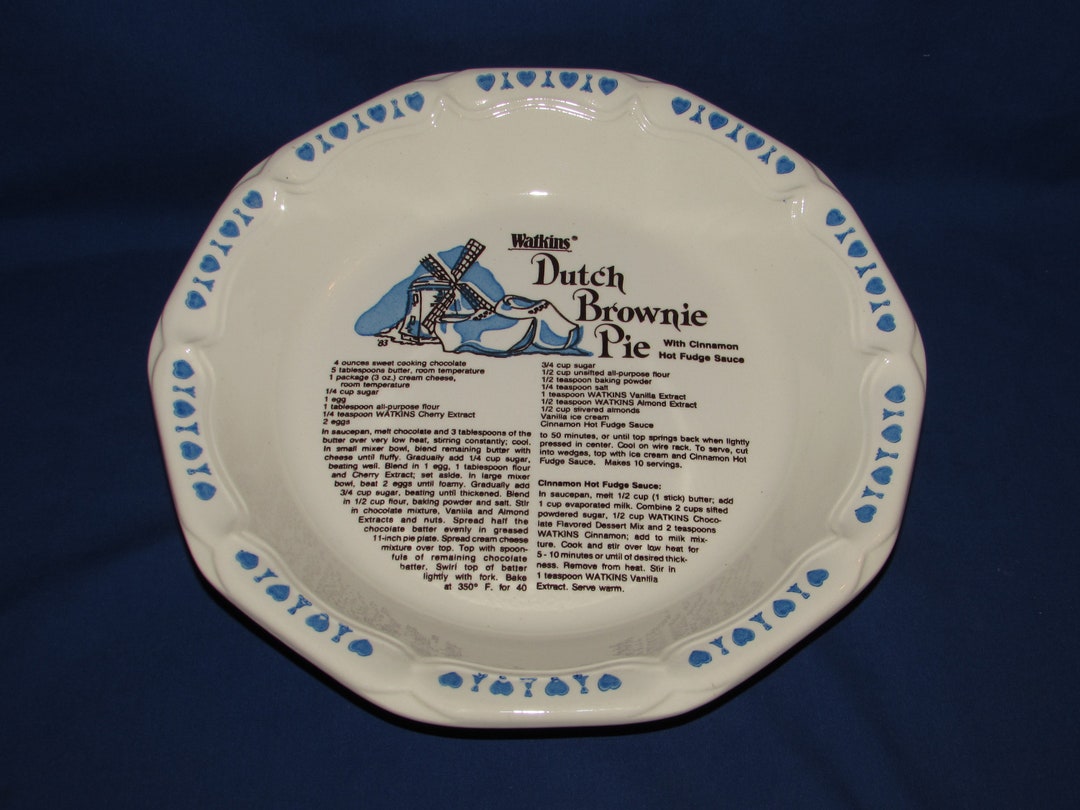 Watkins®
Dutch
Brownie
Pie With Cinnamon
Hot Fudge Sauce
'83
4 ounces sweet cooking chocolate
5 tablespoons butter, room temperature
1 package (3 oz.) cream cheese,
room temperature
1/4 cup sugar
1 egg
1 tablespoon all-purpose flour
1/4 teaspoon WATKINS Cherry Extract
2 eggs
3/4 cup sugar
1/2 cup unsifted all-purpose flour
1/2 teaspoon baking powder
1/4 teaspoon salt
1 teaspoon WATKINS Vanilla Extract
1/2 teaspoon WATKINS Almond Extract
1/2 cup slivered almonds
Vanilla ice cream
Cinnamon Hot Fudge Sauce
In saucepan, melt chocolate and 3 tablespoons of the
butter over very low heat, stirring constantly; cool.
In small mixer bowl, blend remaining butter with
cheese until fluffy. Gradually add 1/4 cup sugar,
beating well. Blend in 1 egg, 1 tablespoon flour
and Cherry Extract; set aside. In large mixer
bowl, beat 2 eggs until foamy. Gradually add
3/4 cup sugar, beating until thickened. Blend
in 1/2 cup flour, baking powder and salt. Stir
in chocolate mixture, Vanilla and Almond
Extracts and nuts. Spread half the
chocolate batter evenly in greased
11-inch pie plate. Spread cream cheese
mixture over top. Top with spoon-
fuls of remaining chocolate
batter. Swirl top of batter
lightly with fork. Bake
at 350° F. for 40
to 50 minutes, or until top springs back when lightly
pressed in center. Cool on wire rack. To serve, cut
into wedges, top with ice cream and Cinnamon Hot
Fudge Sauce. Makes 10 servings.
Cinnamon Hot Fudge Sauce:
In saucepan, melt 1/2 cup (1 stick) butter; add
1 cup evaporated milk. Combine 2 cups sifted
powdered sugar, 1/2 cup WATKINS Choco-
late Flavored Dessert Mix and 2 teaspoons
WATKINS Cinnamon; add to milk mix-
ture. Cook and stir over low heat for
5 - 10 minutes or until of desired thick-
ness. Remove from heat. Stir in
1 teaspoon WATKINS Vanilla
Extract. Serve warm.